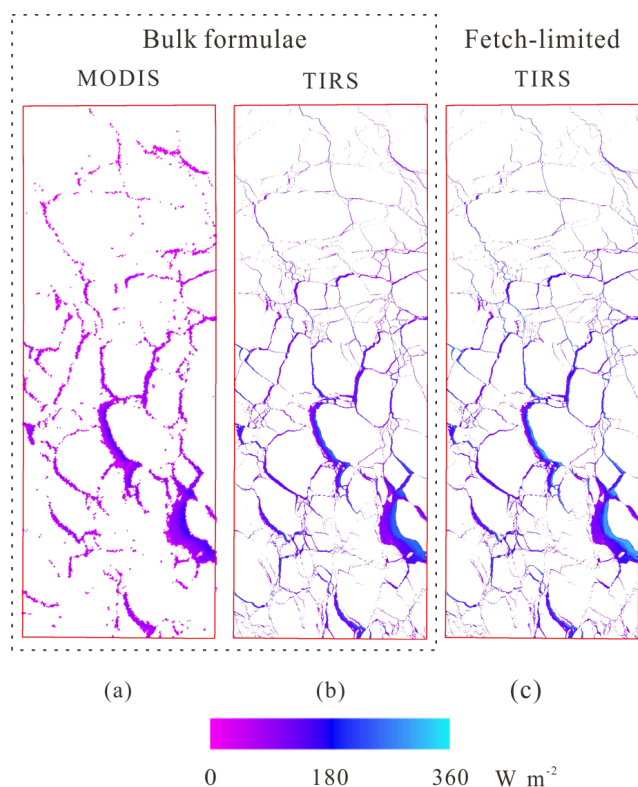 Bulk formulae
Fetch-limited
MODIS
TIRS
TIRS
(a)
(b)
(c)
0
180
360
W m-2